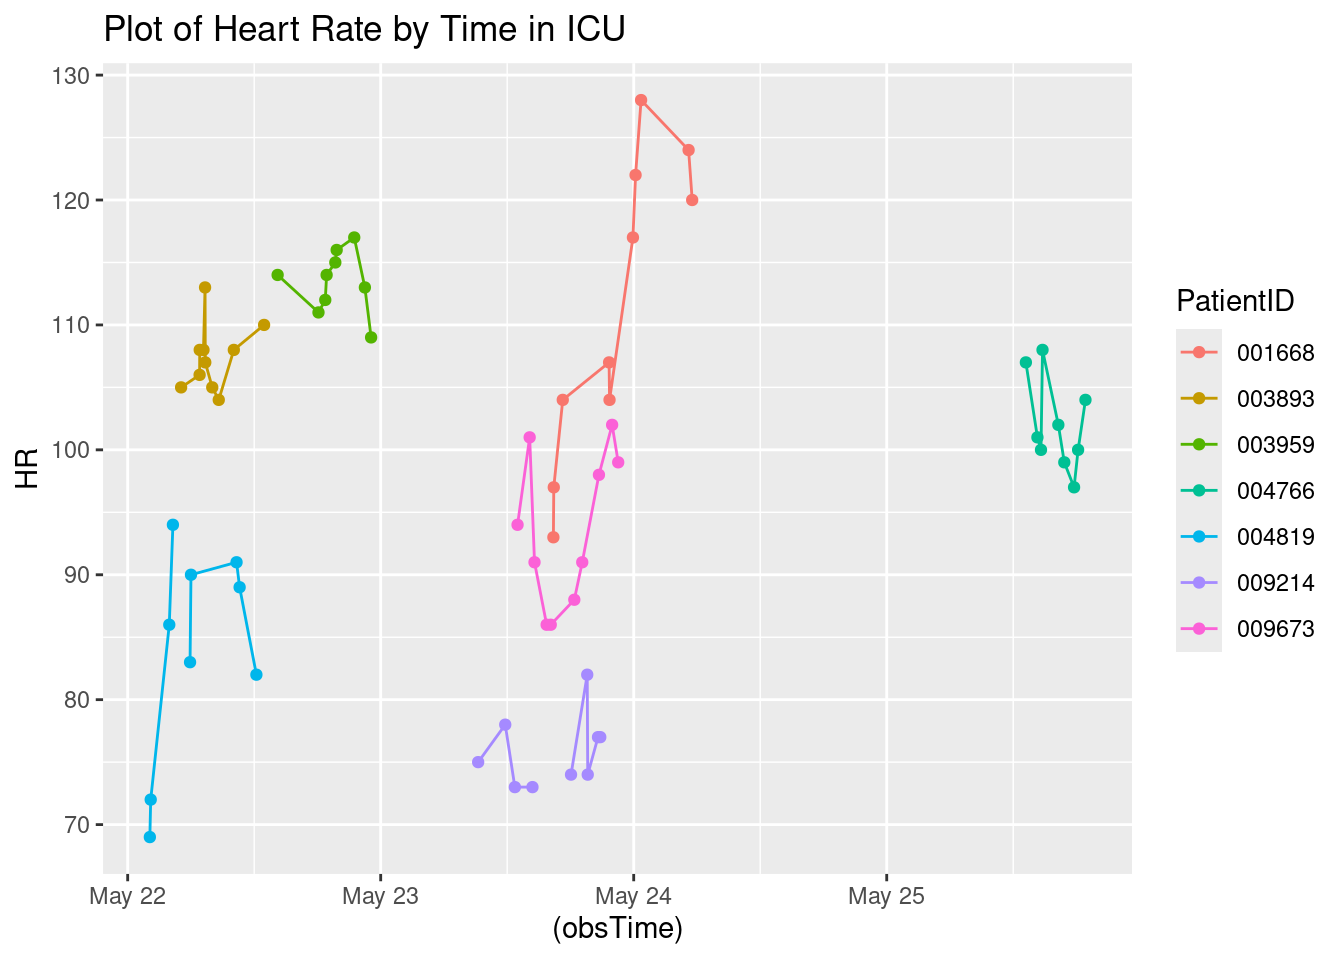 Plot of Heart Rate by Time in ICU
130
120
110
100
90
80
70
HR
May 22
May 23
May 24
May 25
(obsTime)
PatientID
001668
003893
003959
004766
004819
009214
009673